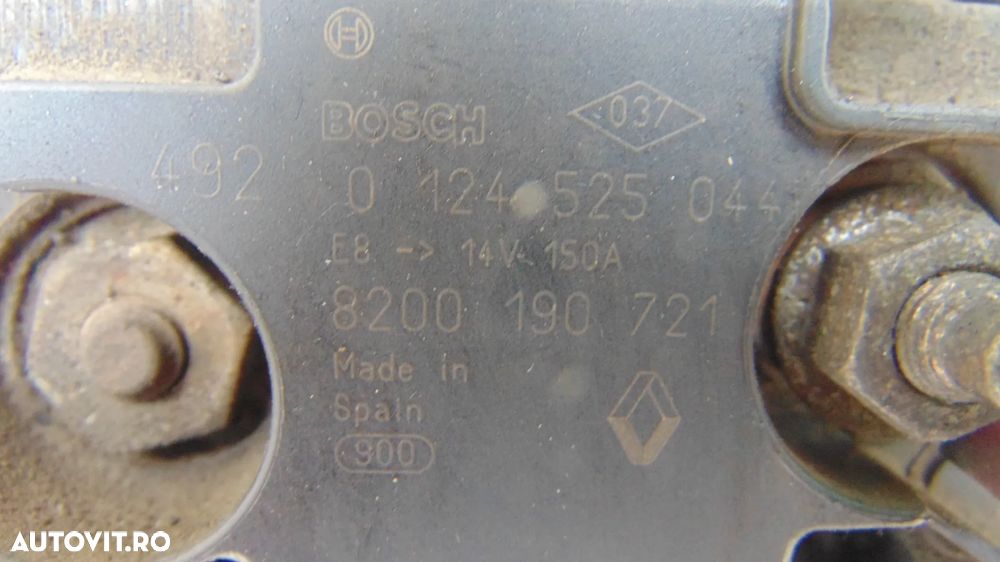 BOSCH 037
492 0 124 525 044
E8 -> 14V 150A
8200 190 721
Made in
Spain
900
AUTOVIT.RO